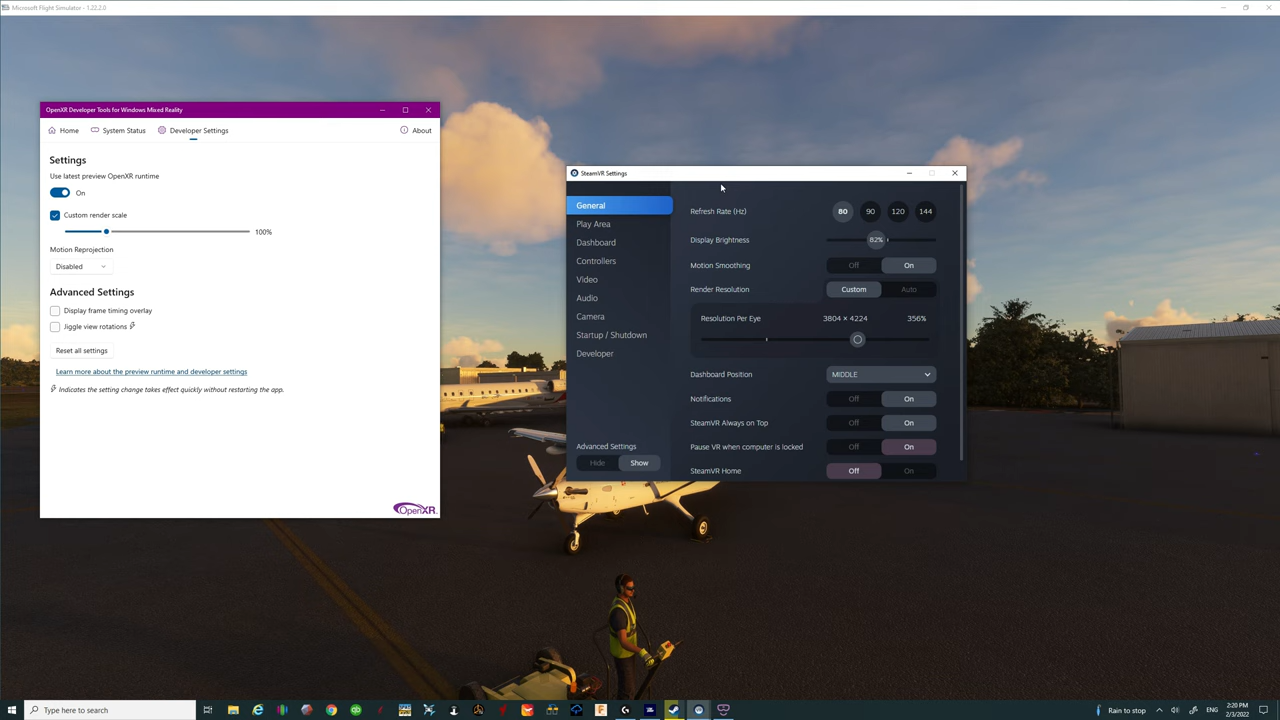 Microsoft Flight Simulator - 1.22.2.0
OpenXR Developer Tools for Windows Mixed Reality
Home
System Status
Developer Settings
About
Settings
Use latest preview OpenXR runtime
On
Custom render scale
100%
Motion Reprojection
Disabled
Advanced Settings
Display frame timing overlay
Jiggle view rotations
Reset all settings
Learn more about the preview runtime and developer settings
Indicates the setting change takes effect quickly without restarting the app.
OpenXR
SteamVR Settings
General
Play Area
Dashboard
Controllers
Video
Audio
Camera
Startup / Shutdown
Developer
Advanced Settings
Hide Show
Refresh Rate (Hz) 80 90 120 144
Display Brightness 82%
Motion Smoothing Off On
Render Resolution Custom Auto
Resolution Per Eye 3804 × 4224 356%
Dashboard Position MIDDLE
Notifications Off On
SteamVR Always on Top Off On
Pause VR when computer is locked Off On
SteamVR Home Off On
Type here to search
Rain to stop
ENG
2:20 PM
2/3/2022